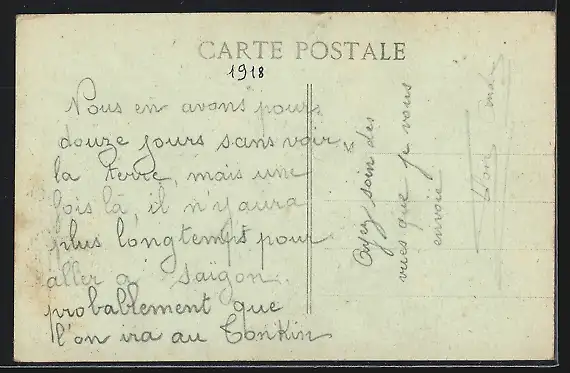 CARTE POSTALE
1918
Nous en avons pour
douze jours sans voir
la terre, mais une
fois là, il n'y aura
plus longtemps pour
aller a saïgon.
probablement que
l'on ira au Tonkin
Ayez soin des
vues que je vous
envoie